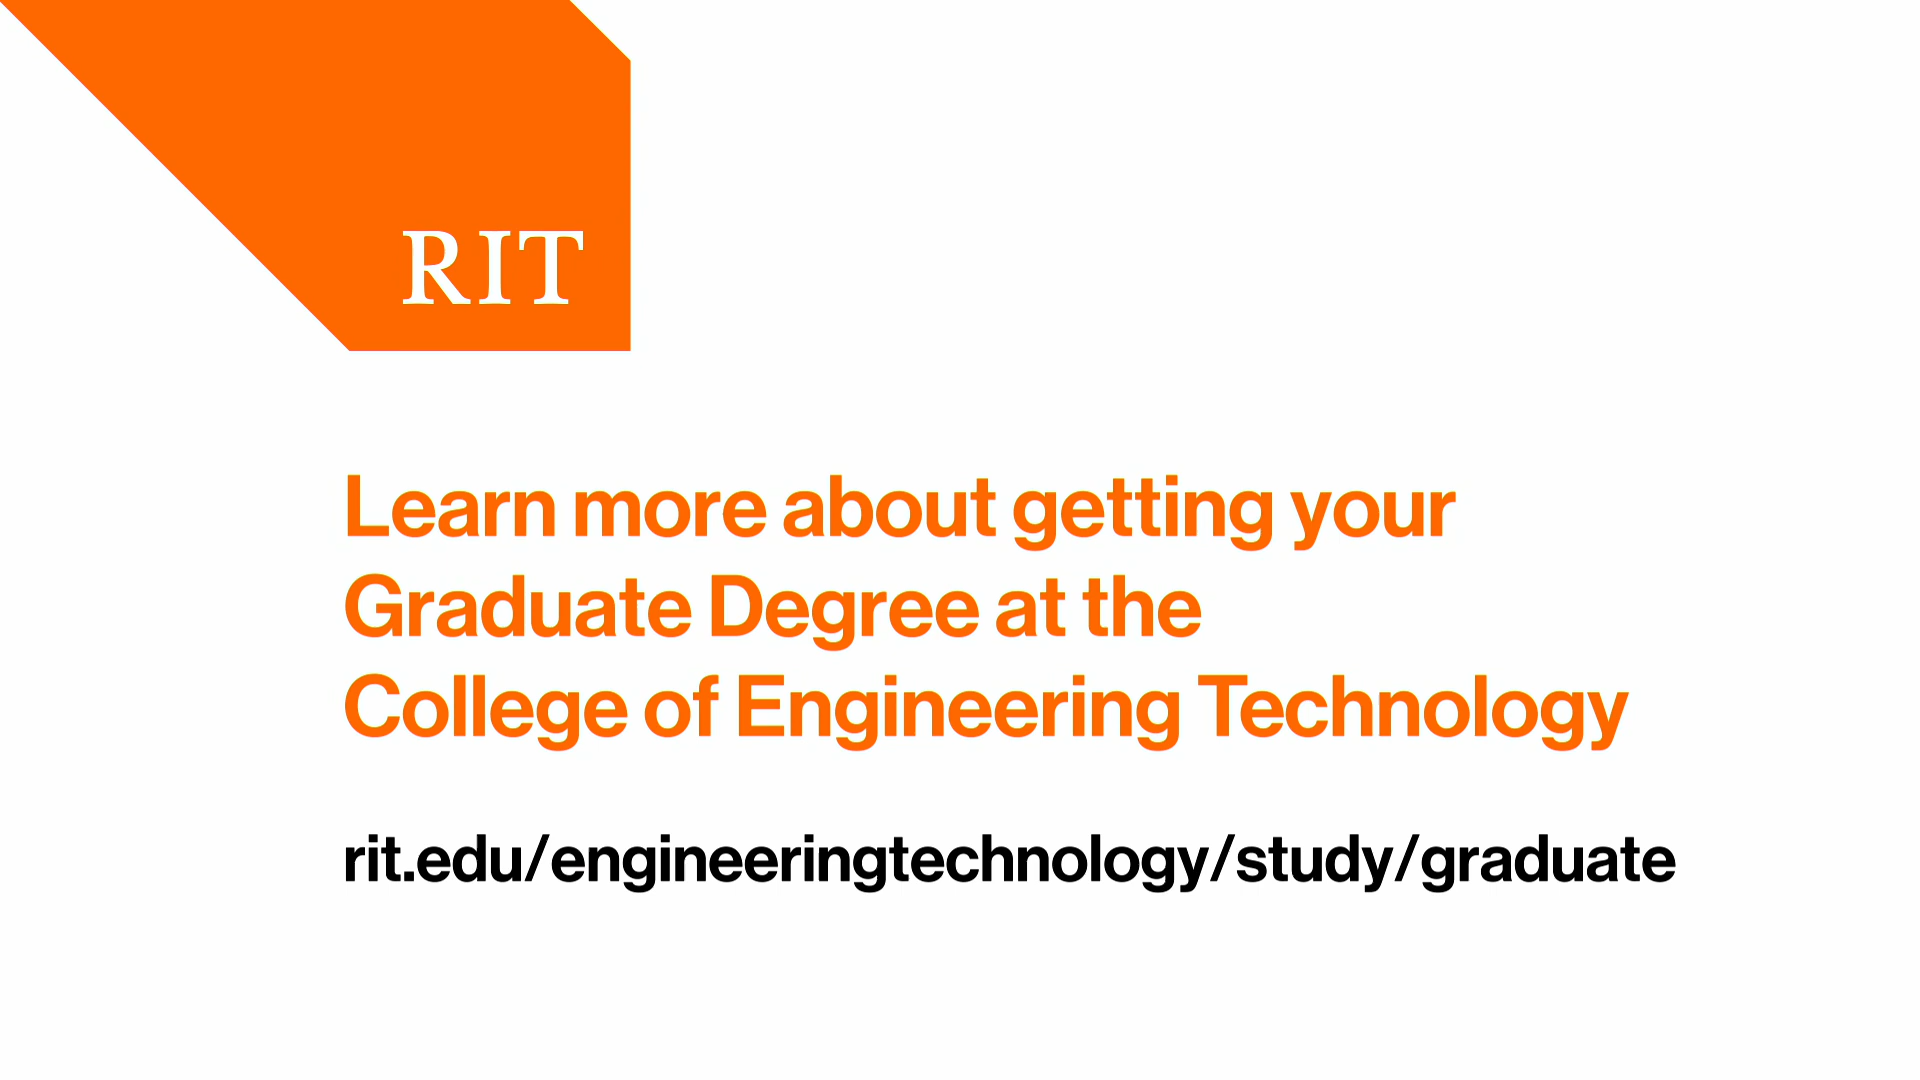 RIT
Learn more about getting your
Graduate Degree at the
College of Engineering Technology
rit.edu/engineeringtechnology/study/graduate